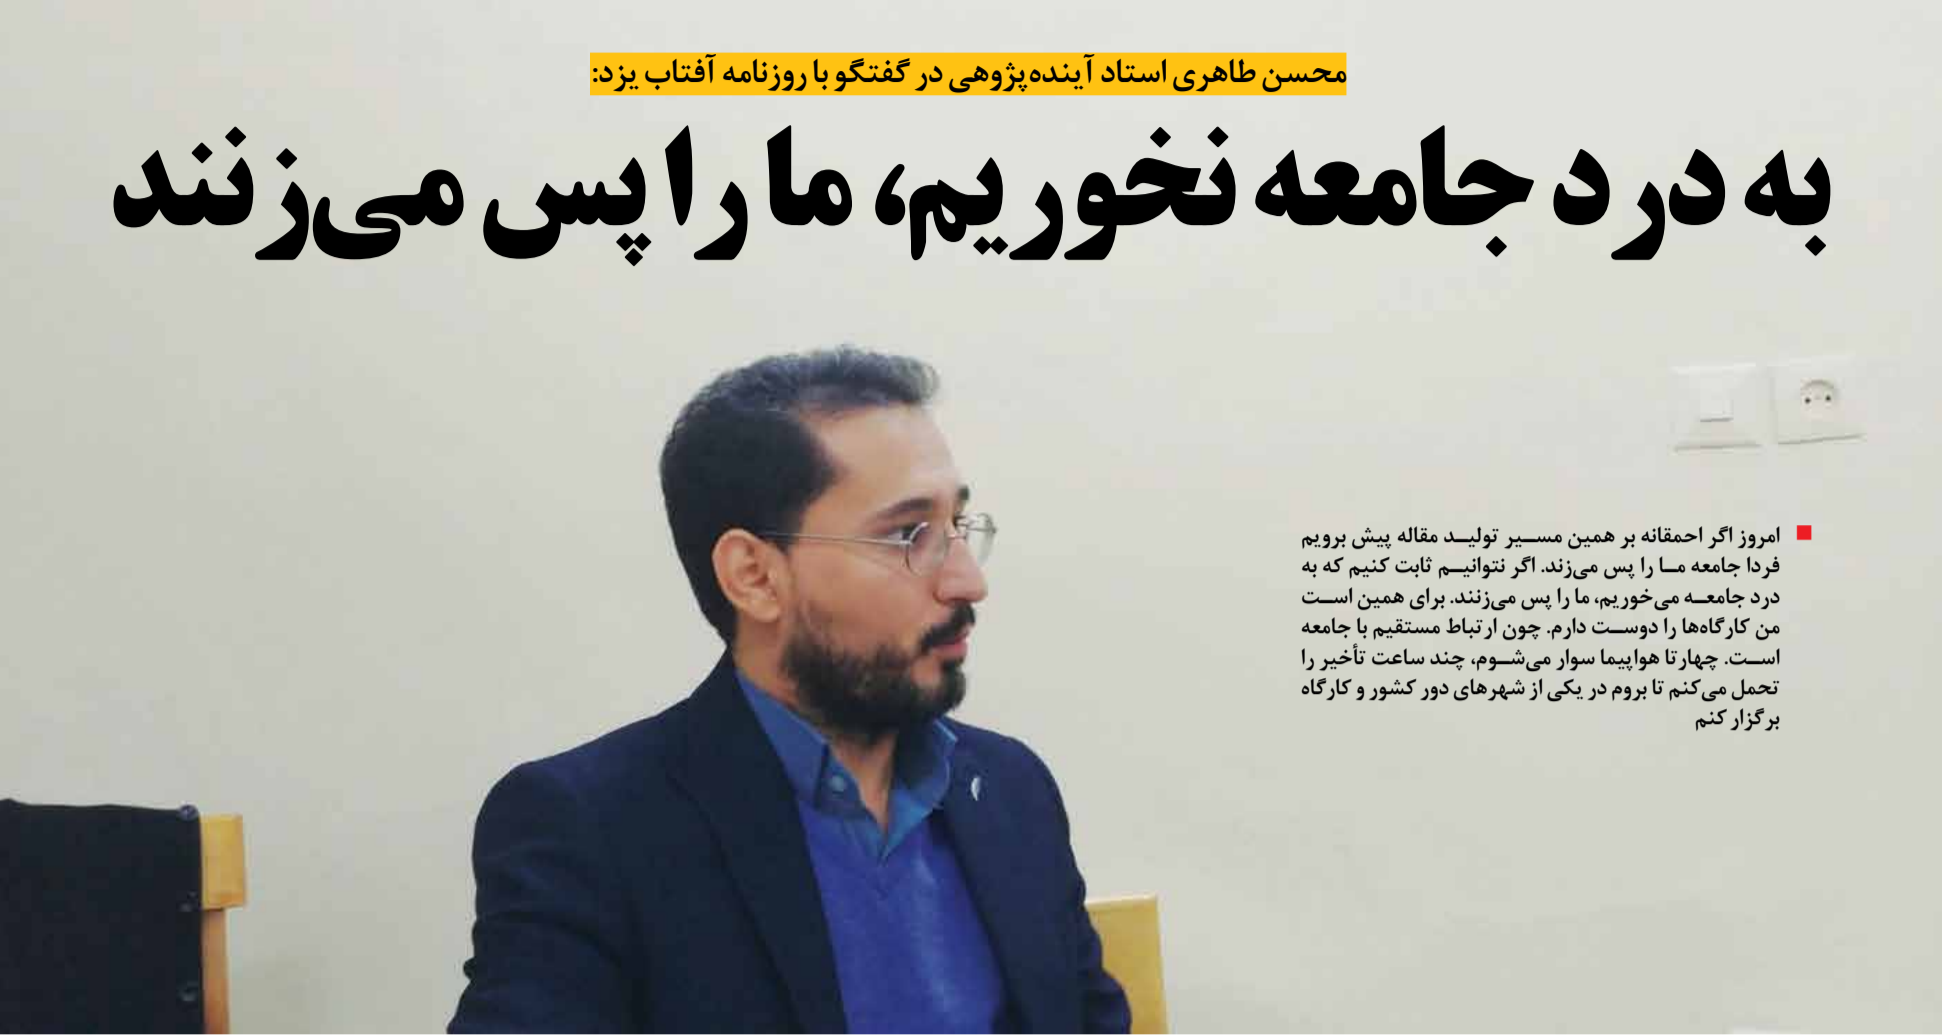 محسن طاهری استاد آینده‌پژوهی در گفتگو با روزنامه آفتاب یزد:
به درد جامعه نخوریم، ما را پس می‌زنند
امروز اگر احمقانه بر همین مسیر تولید مقاله پیش برویم
فردا جامعه ما را پس می‌زند. اگر نتوانیم ثابت کنیم که به
درد جامعه می‌خوریم، ما را پس می‌زنند. برای همین است
من کارگاه‌ها را دوست دارم. چون ارتباط مستقیم با جامعه
است. چهارتا هواپیما سوار می‌شوم، چند ساعت تأخیر را
تحمل می‌کنم تا بروم در یکی از شهرهای دور کشور و کارگاه
برگزار کنم